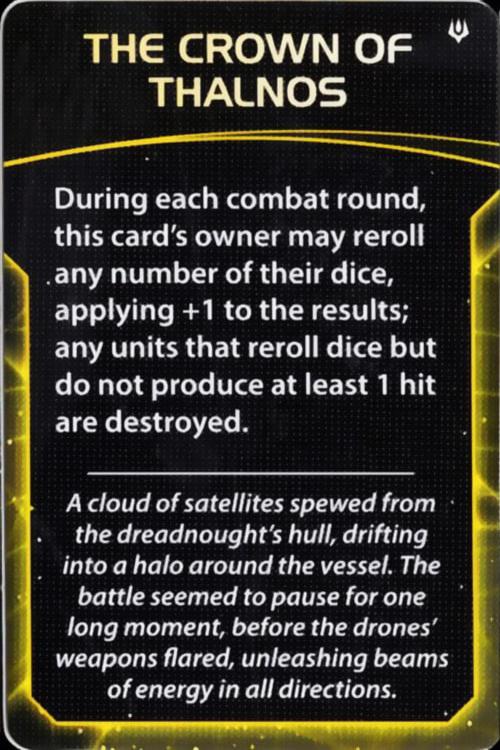 THE CROWN OF
THALNOS
During each combat round,
this card's owner may reroll
any number of their dice,
applying +1 to the results;
any units that reroll dice but
do not produce at least 1 hit
are destroyed.
A cloud of satellites spewed from
the dreadnought's hull, drifting
into a halo around the vessel. The
battle seemed to pause for one
long moment, before the drones'
weapons flared, unleashing beams
of energy in all directions.